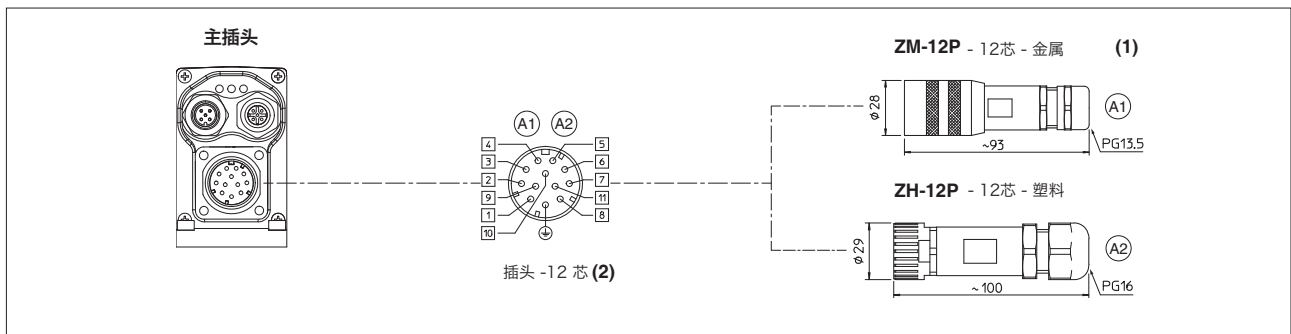 主插头
ZM-12P - 12芯 - 金属 (1)
A1
A2
4
3
2
9
1
10
5
6
7
11
8
插头 -12 芯 (2)
ϕ 28
A1
~93
PG13.5
ZH-12P - 12芯 - 塑料
ϕ 29
A2
~100
PG16